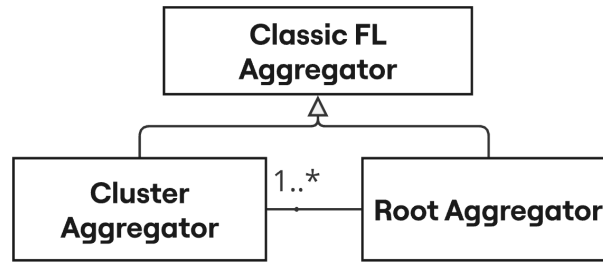 Classic FL
Aggregator
1..*
Cluster
Aggregator
Root Aggregator